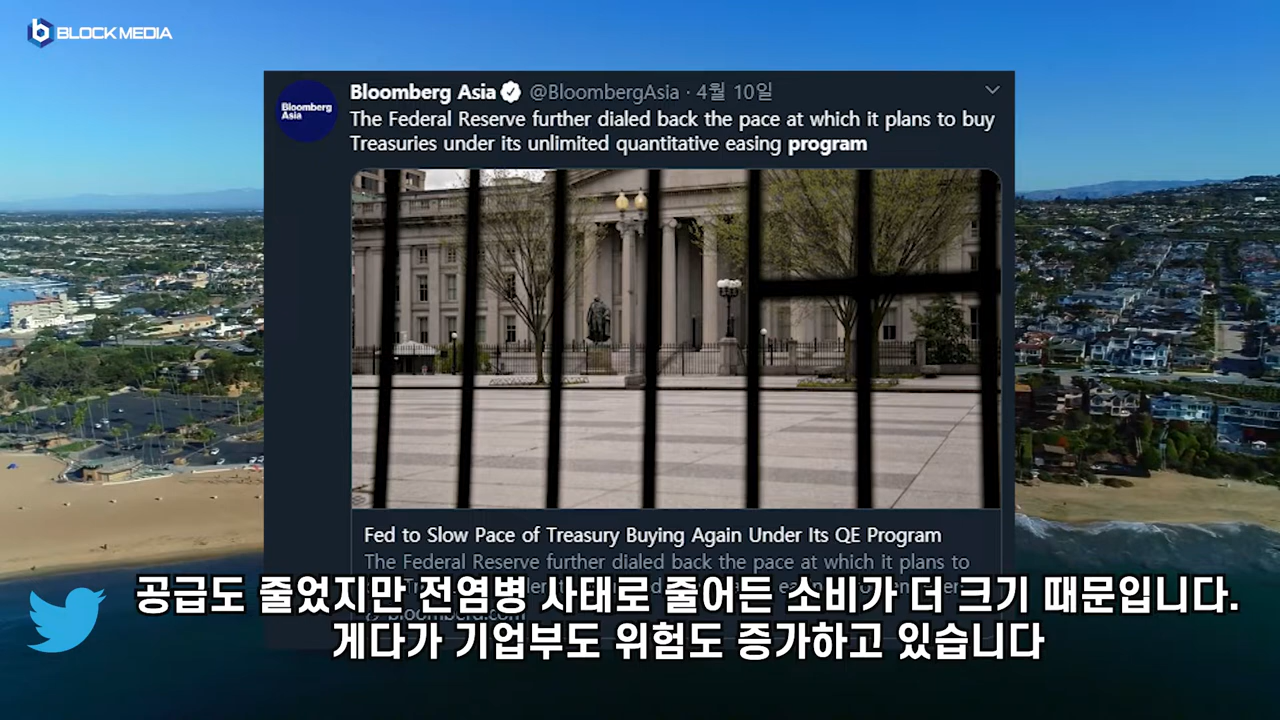 BLOCKMEDIA
Bloomberg Asia @BloombergAsia · 4월 10일
Bloomberg
Asia
The Federal Reserve further dialed back the pace at which it plans to buy
Treasuries under its unlimited quantitative easing program
Fed to Slow Pace of Treasury Buying Again Under Its QE Program
The Federal Reserve further dialed back the pace at which it plans to
bloomberg.com
공급도 줄었지만 전염병 사태로 줄어든 소비가 더 크기 때문입니다.
게다가 기업부도 위험도 증가하고 있습니다